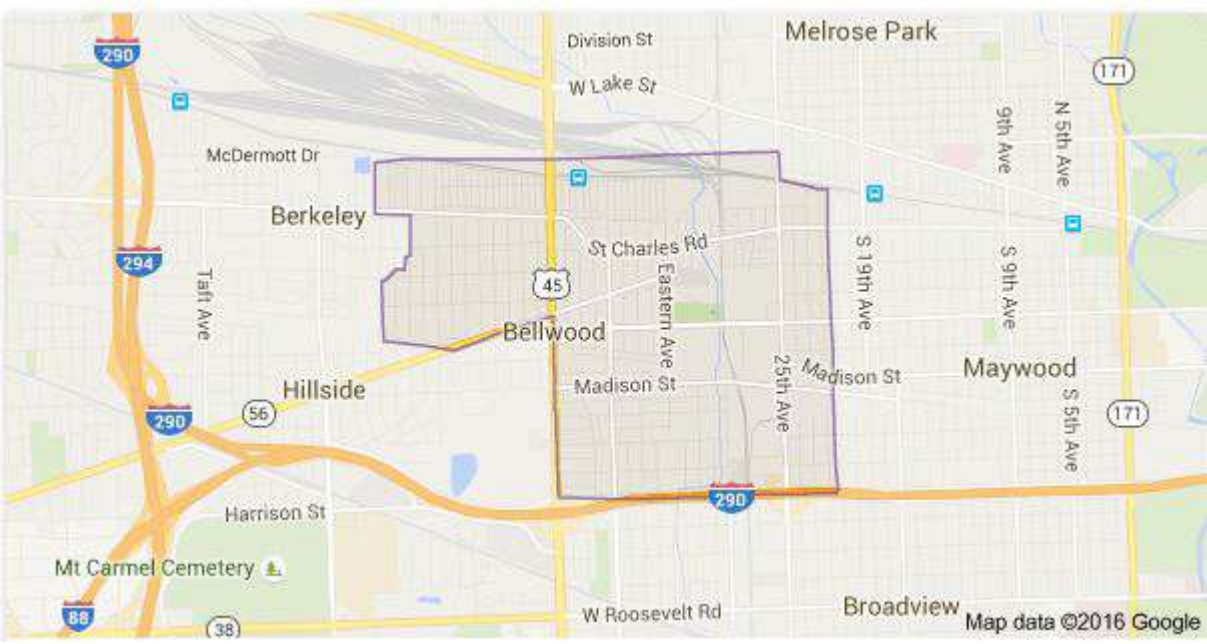 Melrose Park
Division St
290
171
W Lake St
9th Ave
N 5th Ave
McDermott Dr
Berkeley
St Charles Rd
294
Taft Ave
45
Eastern Ave
S 19th Ave
S 9th Ave
Bellwood
25th Ave
Madison St
Madison St
Maywood
Hillside
56
290
171
S 5th Ave
290
Harrison St
Mt Carmel Cemetery
88
38
W Roosevelt Rd
Broadview
Map data ©2016 Google